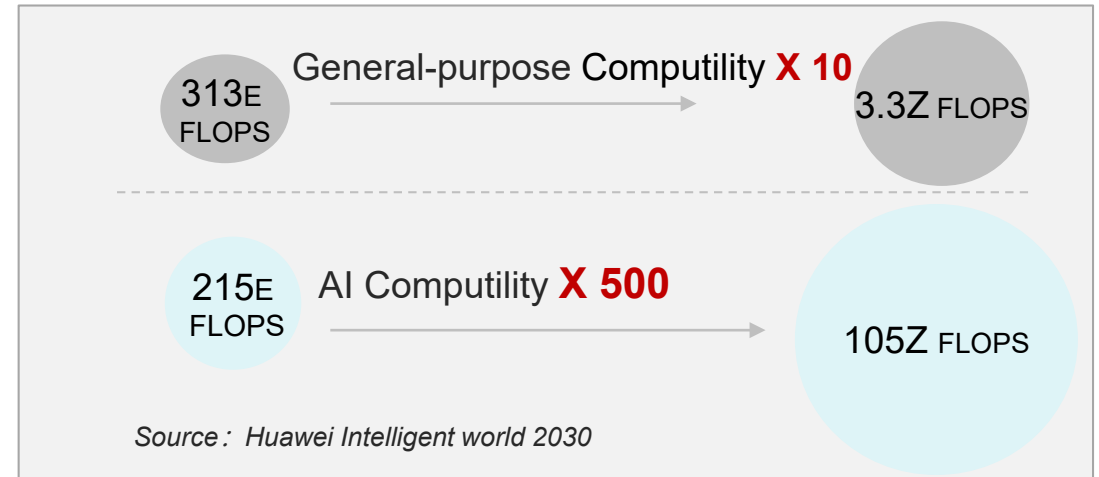 General-purpose Computility X 10
313E
FLOPS
3.3Z FLOPS
AI Computility X 500
215E
FLOPS
105Z FLOPS
Source： Huawei Intelligent world 2030